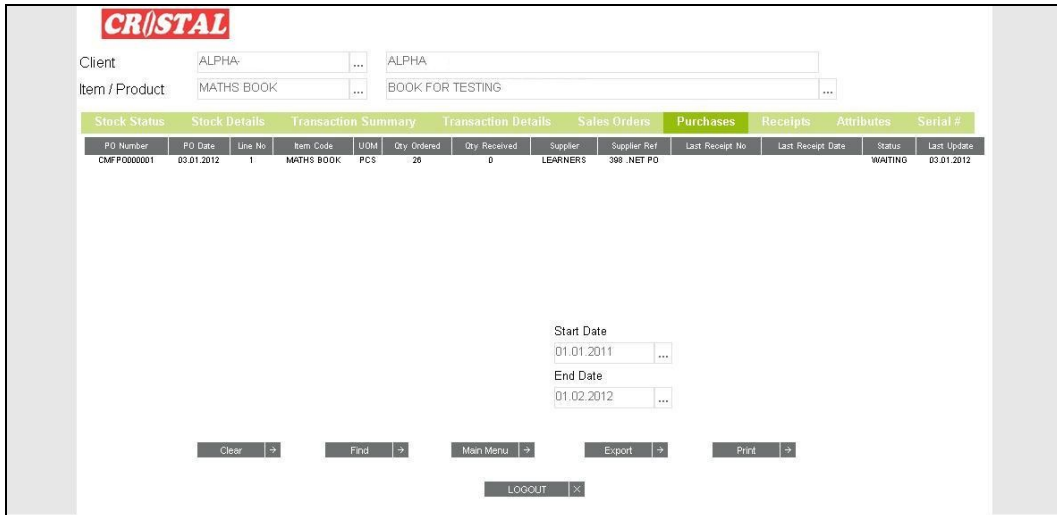 CRISTAL
Client ALPHA- ... ALPHA
Item / Product MATHS BOOK ... BOOK FOR TESTING ...
Stock Status Stock Details Transaction Summary Transaction Details Sales Orders Purchases Receipts Attributes Serial #
PO Number PO Date Line No Item Code UOM Qty Ordered Qty Received Supplier Supplier Ref Last Receipt No Last Receipt Date Status Last Update
CMFPO000001 03.01.2012 1 MATHS BOOK PCS 26 0 LEARNERS 398 .NET PO WAITING 03.01.2012
Start Date
01.01.2011 ...
End Date
01.02.2012 ...
Clear → Find → Main Menu → Export → Print →
LOGOUT ×